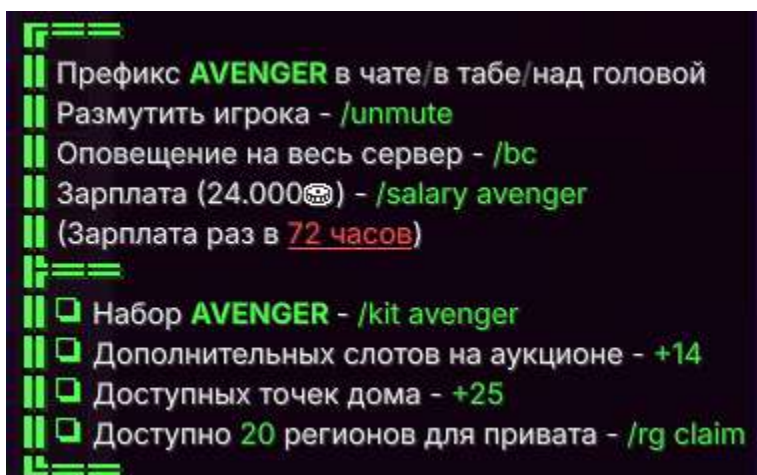 Префикс AVENGER в чате/в табе/над головой
Размутить игрока - /unmute
Оповещение на весь сервер - /bc
Зарплата (24.000) - /salary avenger
(Зарплата раз в 72 часов)
Набор AVENGER - /kit avenger
Дополнительных слотов на аукционе - +14
Доступных точек дома - +25
Доступно 20 регионов для привата - /rg claim